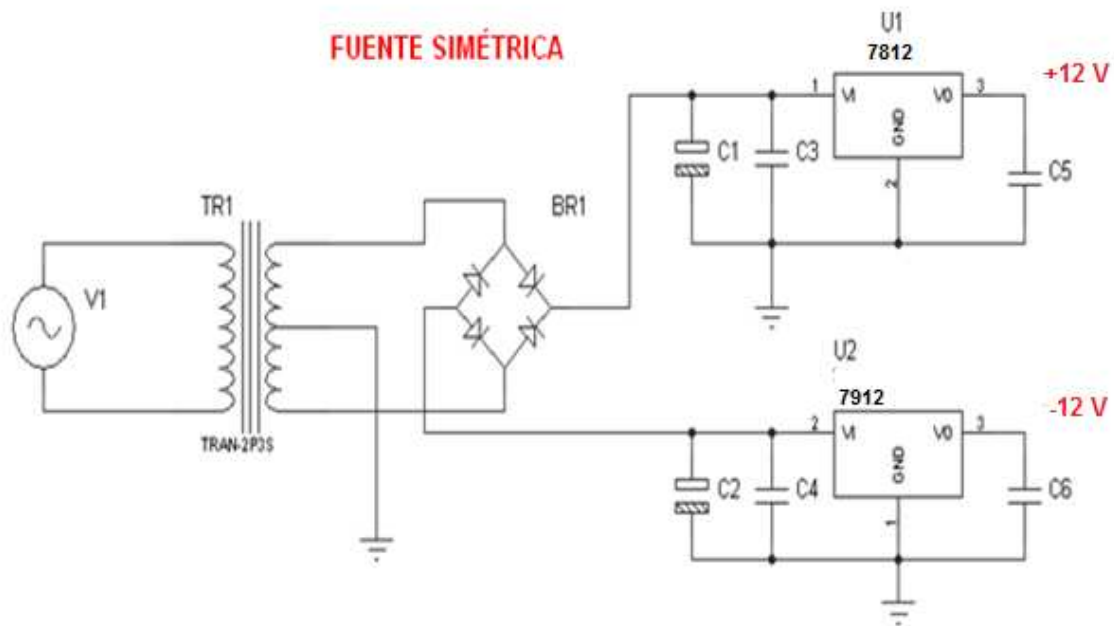 FUENTE SIMÉTRICA
U1
7812
+12 V
1
VI
VO
3
GND
2
C1
C3
C5
TR1
BR1
V1
TRAN-2P3S
U2
7912
-12 V
2
VI
VO
3
GND
1
C2
C4
C6